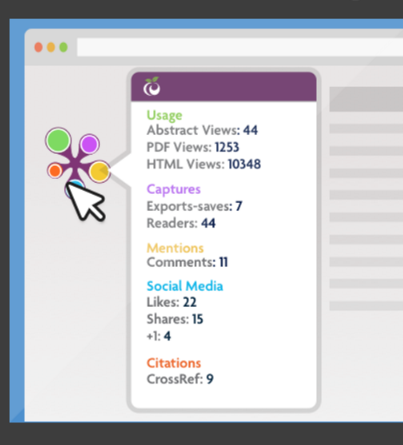 Usage
Abstract Views: 44
PDF Views: 1253
HTML Views: 10348
Captures
Exports-saves: 7
Readers: 44
Mentions
Comments: 11
Social Media
Likes: 22
Shares: 15
+1: 4
Citations
CrossRef: 9